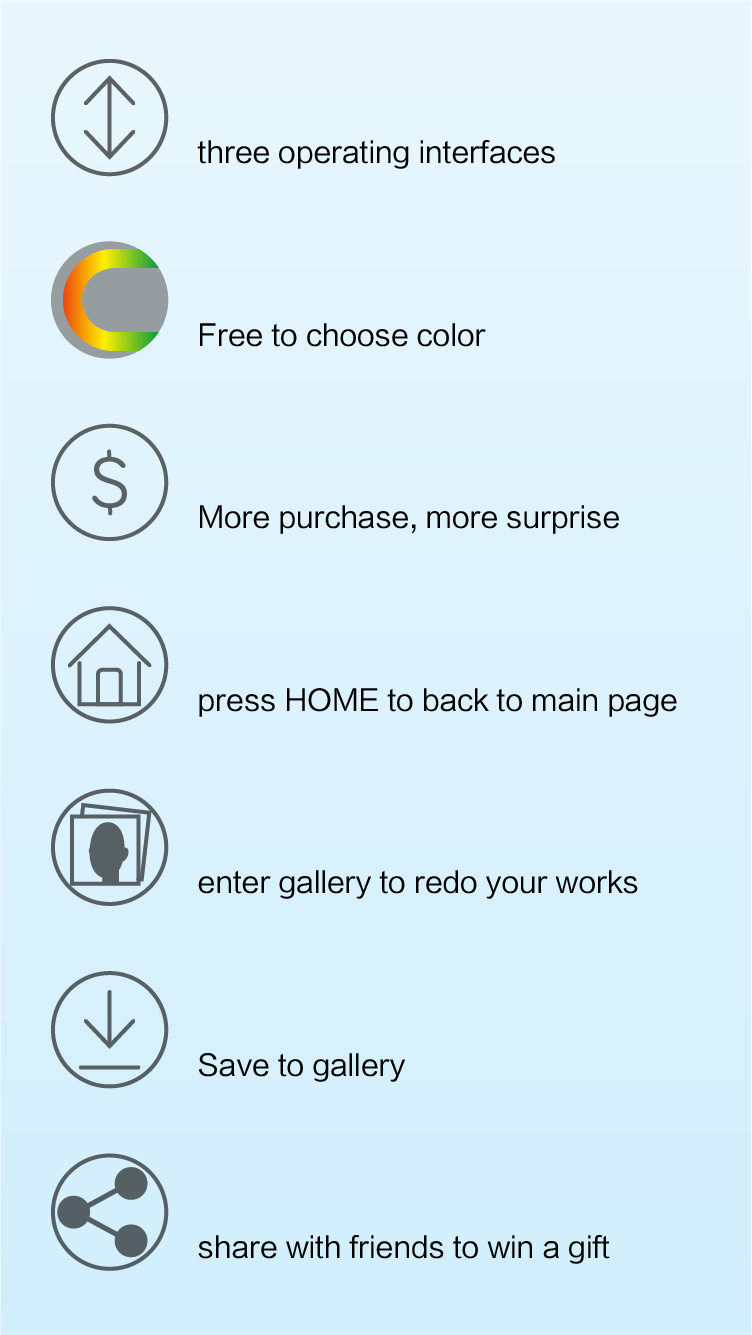 three operating interfaces
Free to choose color
$
More purchase, more surprise
press HOME to back to main page
enter gallery to redo your works
Save to gallery
share with friends to win a gift